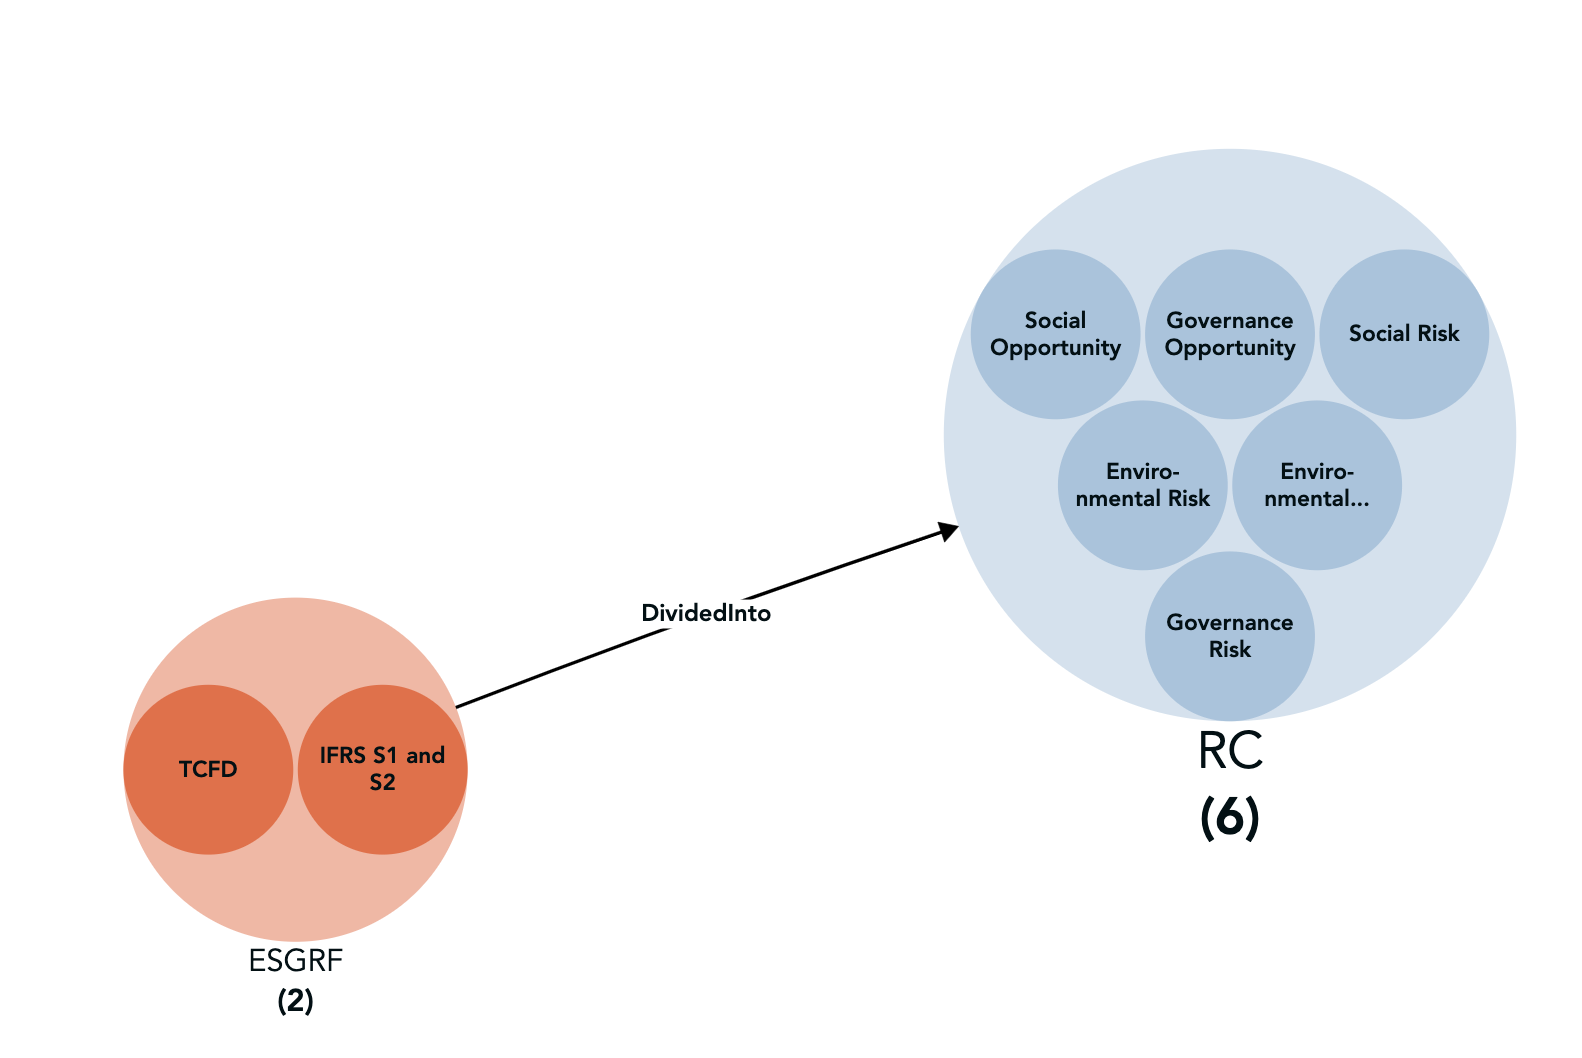 Social
Opportunity
Governance
Opportunity
Social Risk
Enviro-
nmental Risk
Enviro-
nmental...
Governance
Risk
RC
(6)
DividedInto
TCFD
IFRS S1 and
S2
ESGRF
(2)